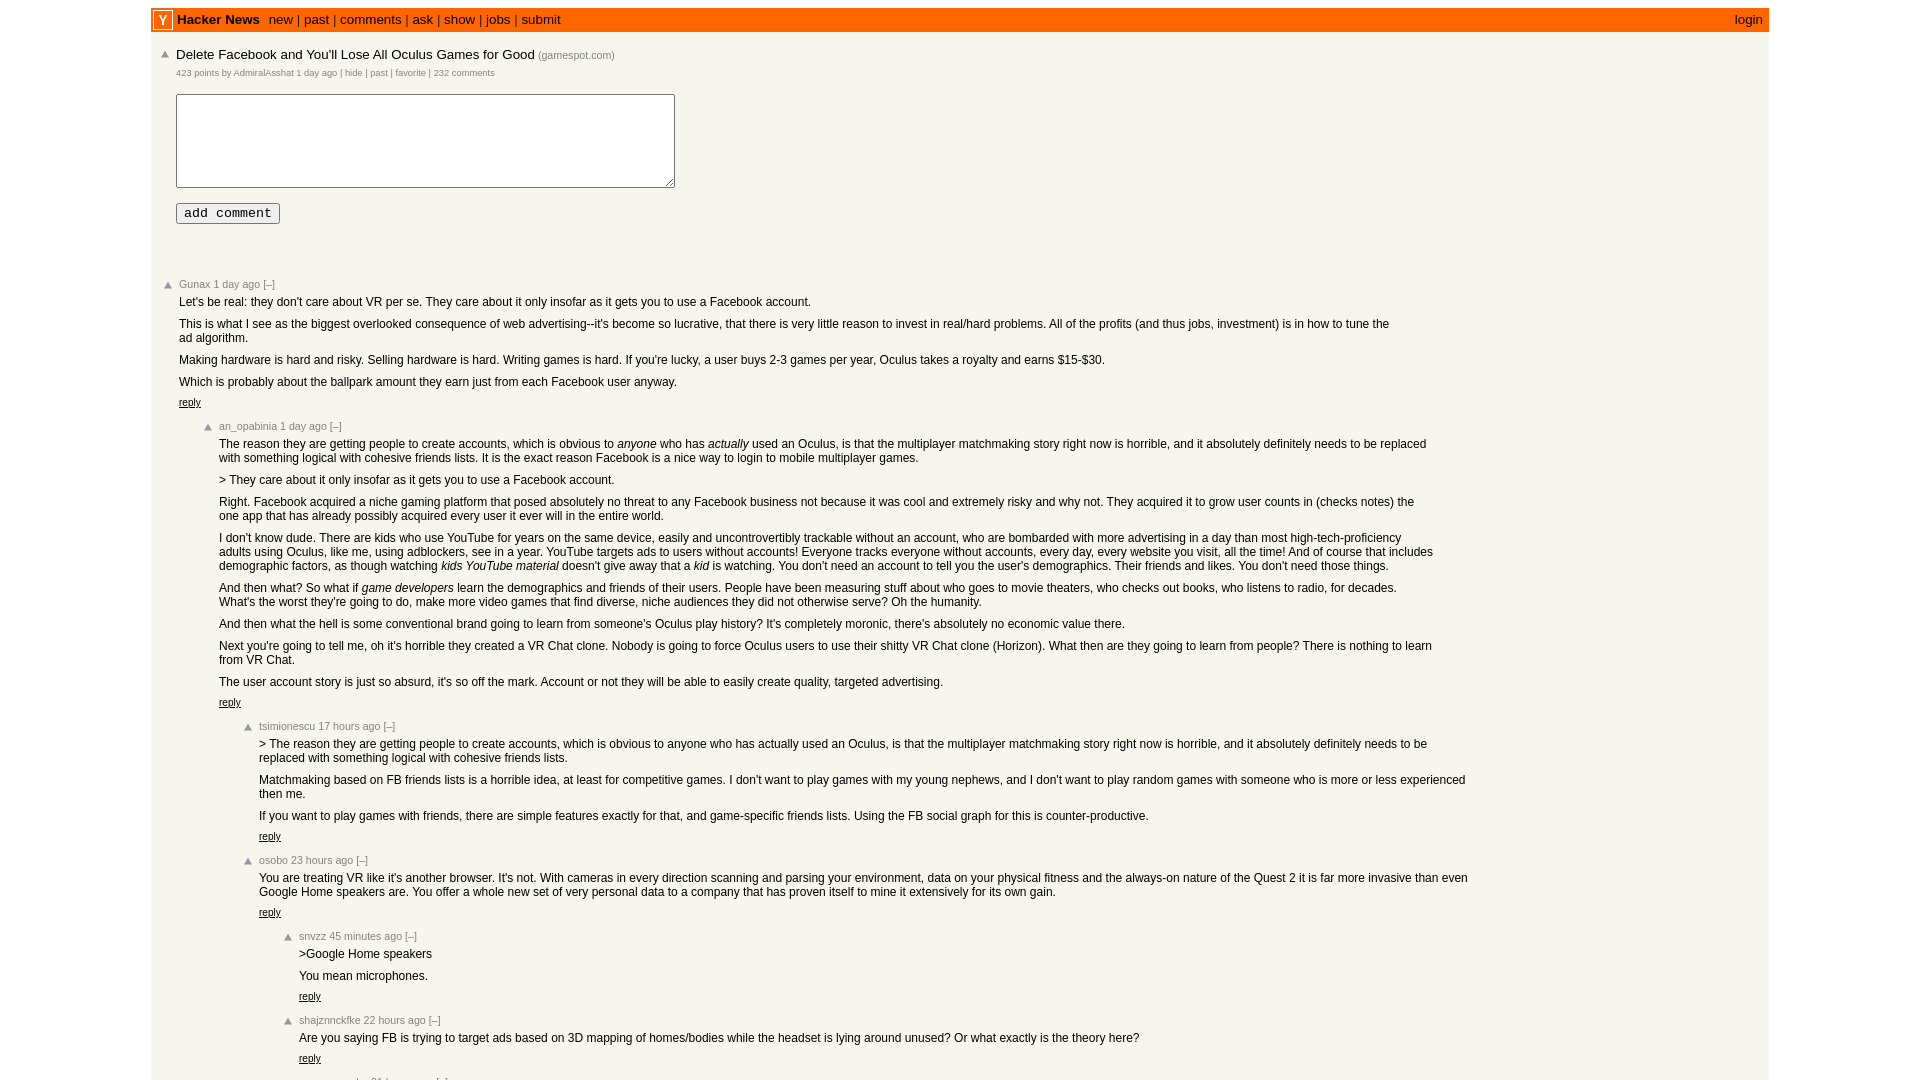 Y Hacker News new | past | comments | ask | show | jobs | submit login
Delete Facebook and You'll Lose All Oculus Games for Good (gamespot.com)
423 points by AdmiralAsshat 1 day ago | hide | past | favorite | 232 comments
add comment
Gunax 1 day ago [–]
Let's be real: they don't care about VR per se. They care about it only insofar as it gets you to use a Facebook account.
This is what I see as the biggest overlooked consequence of web advertising--it's become so lucrative, that there is very little reason to invest in real/hard problems. All of the profits (and thus jobs, investment) is in how to tune the
ad algorithm.
Making hardware is hard and risky. Selling hardware is hard. Writing games is hard. If you're lucky, a user buys 2-3 games per year, Oculus takes a royalty and earns $15-$30.
Which is probably about the ballpark amount they earn just from each Facebook user anyway.
reply
an_opabinia 1 day ago [–]
The reason they are getting people to create accounts, which is obvious to anyone who has actually used an Oculus, is that the multiplayer matchmaking story right now is horrible, and it absolutely definitely needs to be replaced
with something logical with cohesive friends lists. It is the exact reason Facebook is a nice way to login to mobile multiplayer games.
> They care about it only insofar as it gets you to use a Facebook account.
Right. Facebook acquired a niche gaming platform that posed absolutely no threat to any Facebook business not because it was cool and extremely risky and why not. They acquired it to grow user counts in (checks notes) the
one app that has already possibly acquired every user it ever will in the entire world.
I don't know dude. There are kids who use YouTube for years on the same device, easily and uncontrovertibly trackable without an account, who are bombarded with more advertising in a day than most high-tech-proficiency
adults using Oculus, like me, using adblockers, see in a year. YouTube targets ads to users without accounts! Everyone tracks everyone without accounts, every day, every website you visit, all the time! And of course that includes
demographic factors, as though watching kids YouTube material doesn't give away that a kid is watching. You don't need an account to tell you the user's demographics. Their friends and likes. You don't need those things.
And then what? So what if game developers learn the demographics and friends of their users. People have been measuring stuff about who goes to movie theaters, who checks out books, who listens to radio, for decades.
What's the worst they're going to do, make more video games that find diverse, niche audiences they did not otherwise serve? Oh the humanity.
And then what the hell is some conventional brand going to learn from someone's Oculus play history? It's completely moronic, there's absolutely no economic value there.
Next you're going to tell me, oh it's horrible they created a VR Chat clone. Nobody is going to force Oculus users to use their shitty VR Chat clone (Horizon). What then are they going to learn from people? There is nothing to learn
from VR Chat.
The user account story is just so absurd, it's so off the mark. Account or not they will be able to easily create quality, targeted advertising.
reply
tsimionescu 17 hours ago [–]
> The reason they are getting people to create accounts, which is obvious to anyone who has actually used an Oculus, is that the multiplayer matchmaking story right now is horrible, and it absolutely definitely needs to be
replaced with something logical with cohesive friends lists.
Matchmaking based on FB friends lists is a horrible idea, at least for competitive games. I don't want to play games with my young nephews, and I don't want to play random games with someone who is more or less experienced
then me.
If you want to play games with friends, there are simple features exactly for that, and game-specific friends lists. Using the FB social graph for this is counter-productive.
reply
osobo 23 hours ago [–]
You are treating VR like it's another browser. It's not. With cameras in every direction scanning and parsing your environment, data on your physical fitness and the always-on nature of the Quest 2 it is far more invasive than even
Google Home speakers are. You offer a whole new set of very personal data to a company that has proven itself to mine it extensively for its own gain.
reply
snvzz 45 minutes ago [–]
>Google Home speakers
You mean microphones.
reply
shajznnckfke 22 hours ago [–]
Are you saying FB is trying to target ads based on 3D mapping of homes/bodies while the headset is lying around unused? Or what exactly is the theory here?
reply